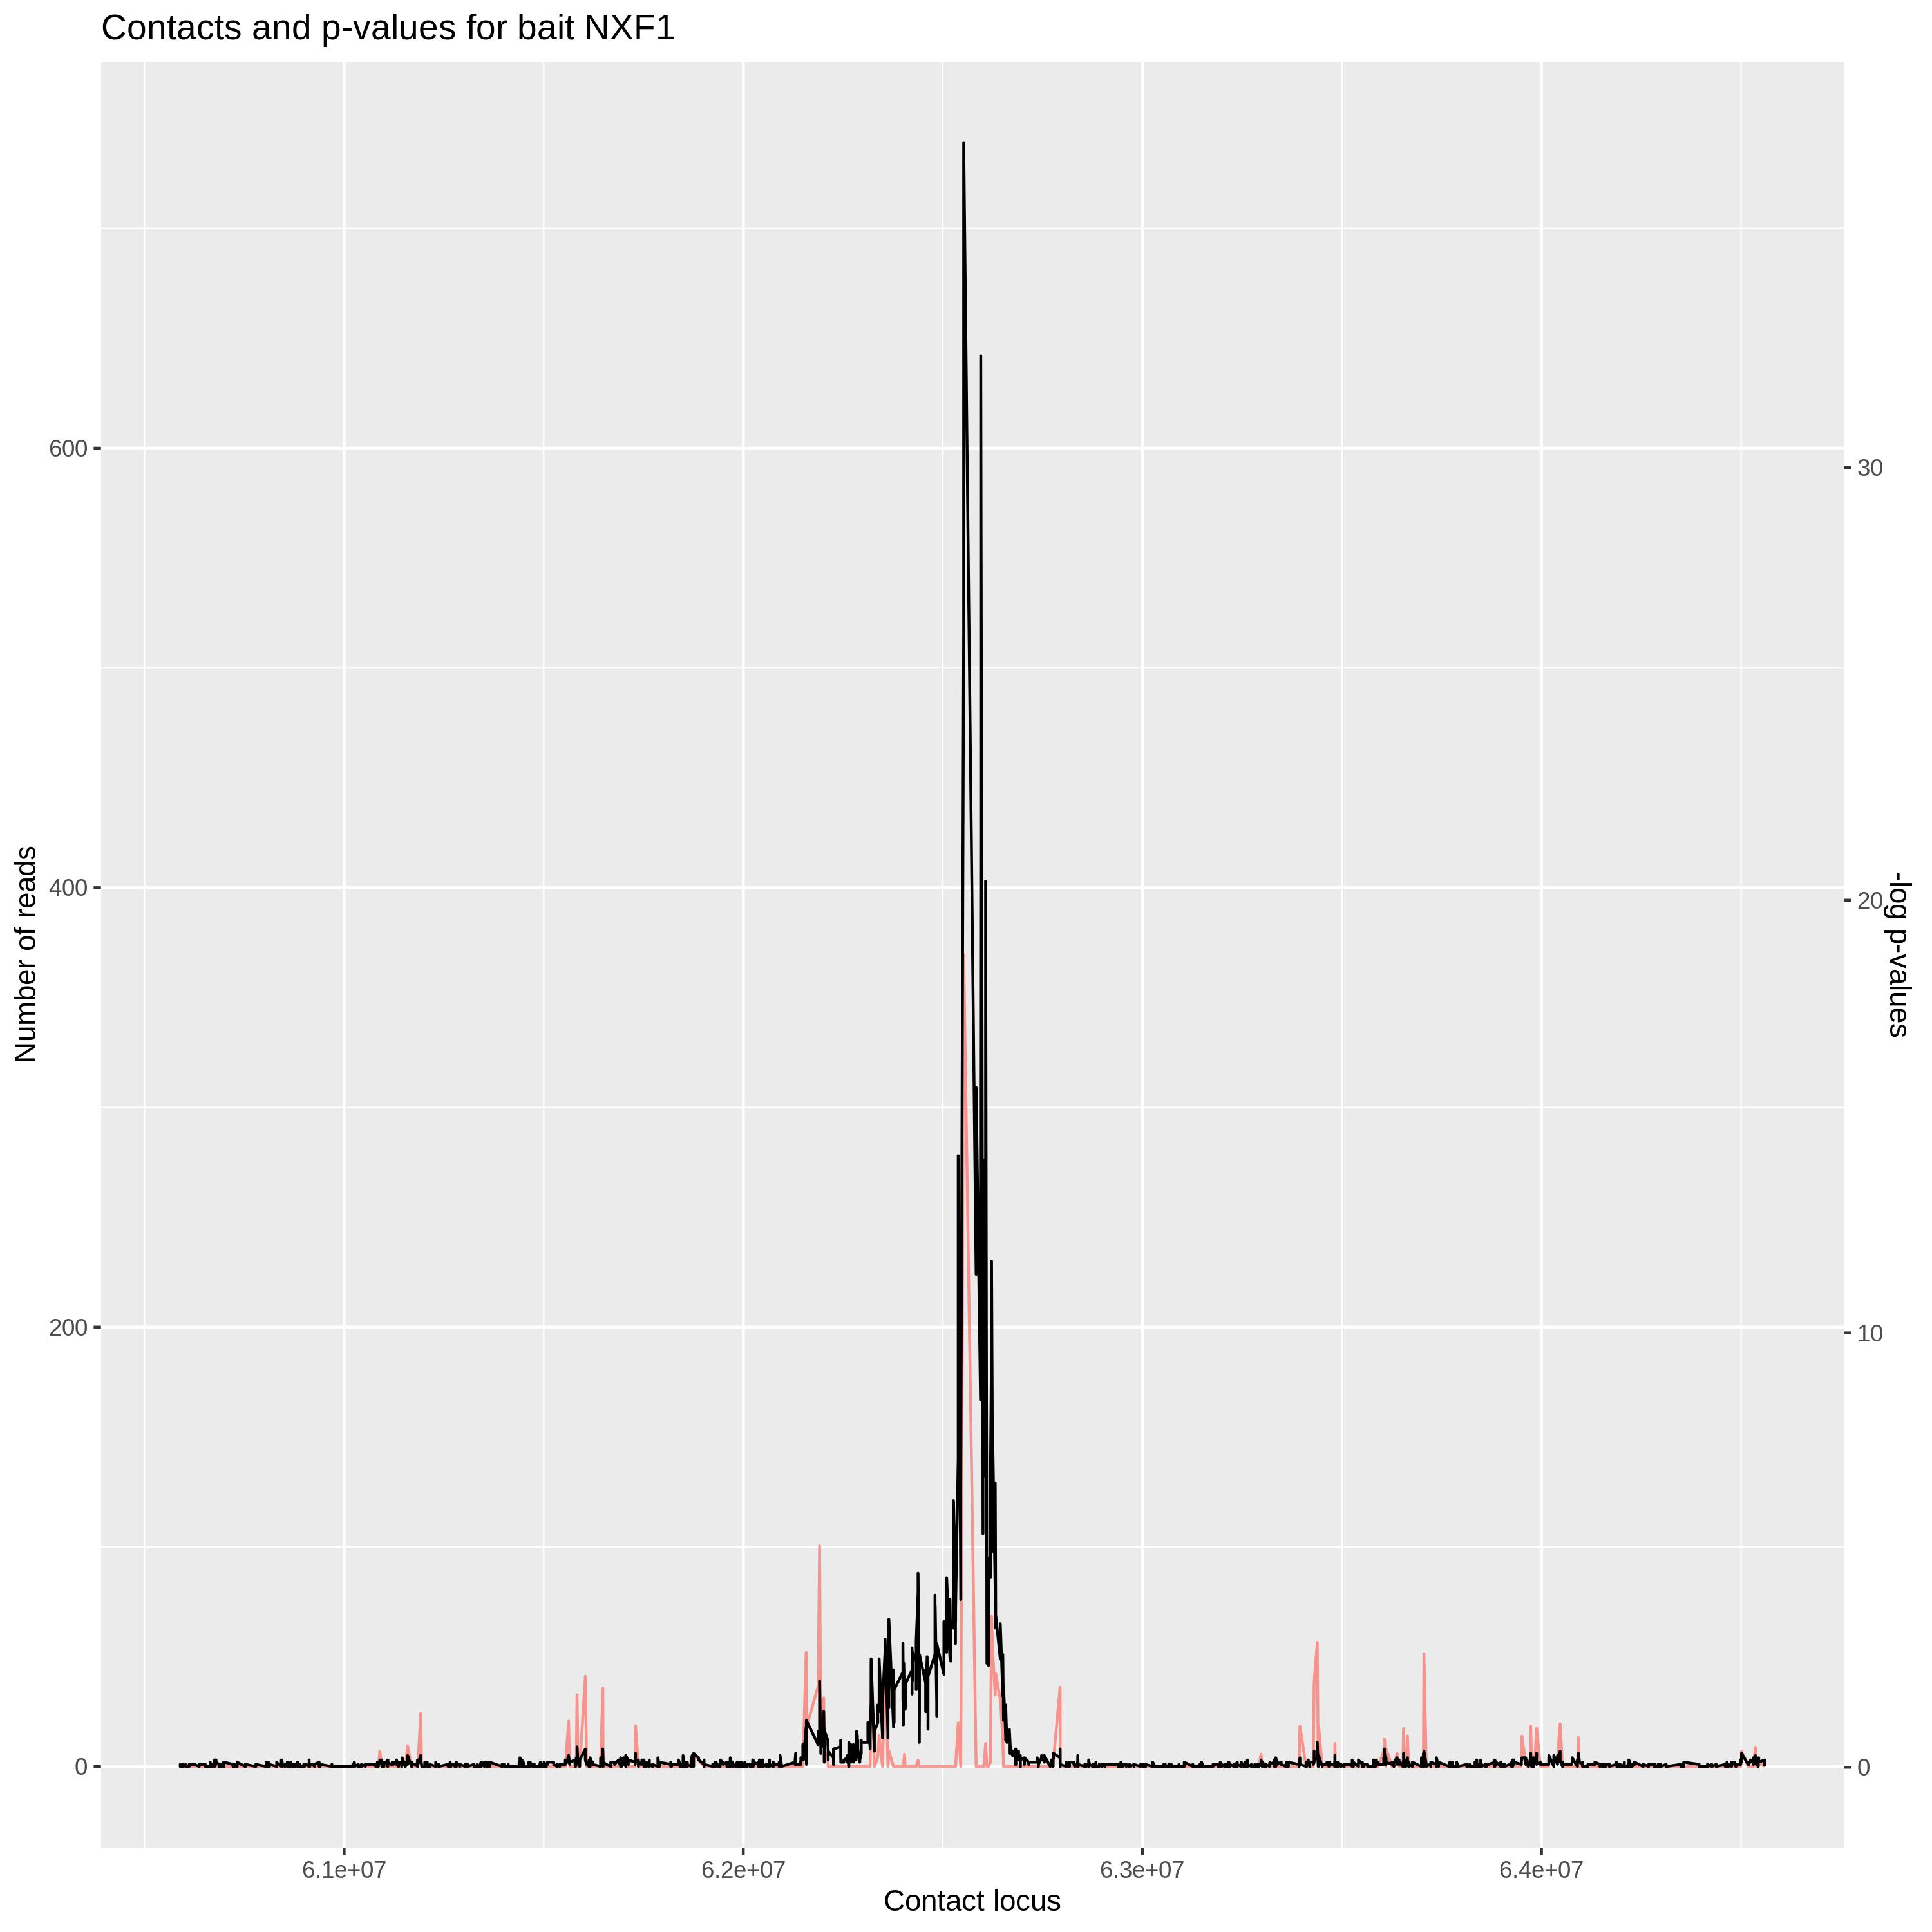 Contacts and p-values for bait NXF1
Number of reads
600
400
200
0
30
20
10
0
-log p-values
6.1e+07
6.2e+07
6.3e+07
6.4e+07
Contact locus